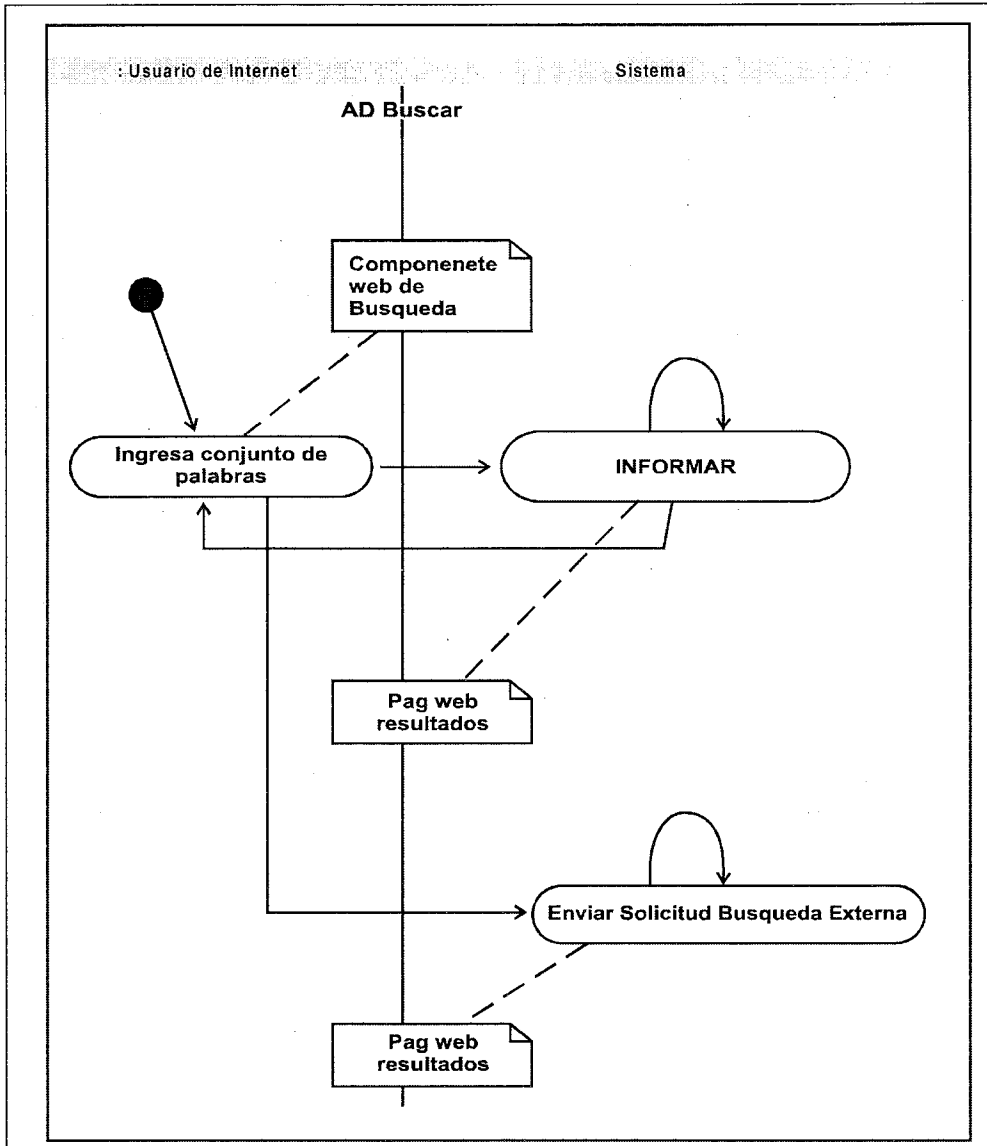 : Usuario de Internet
Sistema
AD Buscar
Componenete
web de
Busqueda
Ingresa conjunto de
palabras
INFORMAR
Pag web
resultados
Enviar Solicitud Busqueda Externa
Pag web
resultados